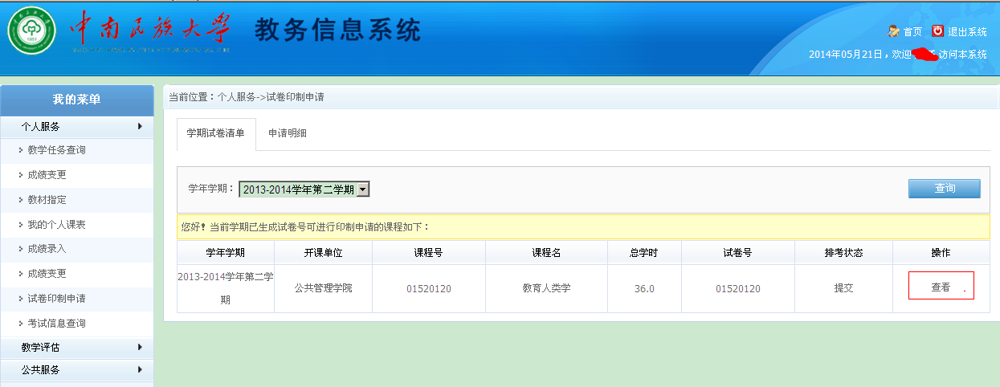 中南民族大学 教务信息系统
首页 退出系统
2014年05月21日，欢迎 访问本系统
我的菜单
个人服务
教学任务查询
成绩变更
教材指定
我的个人课表
成绩录入
成绩变更
试卷印制申请
考试信息查询
教学评估
公共服务
当前位置：个人服务->试卷印制申请
学期试卷清单 申请明细
学年学期： 2013-2014学年第二学期 查询
您好！当前学期已生成试卷号可进行印制申请的课程如下：
学年学期 开课单位 课程号 课程名 总学时 试卷号 排考状态 操作
2013-2014学年第二学
期 公共管理学院 01520120 教育人类学 36.0 01520120 提交 查看